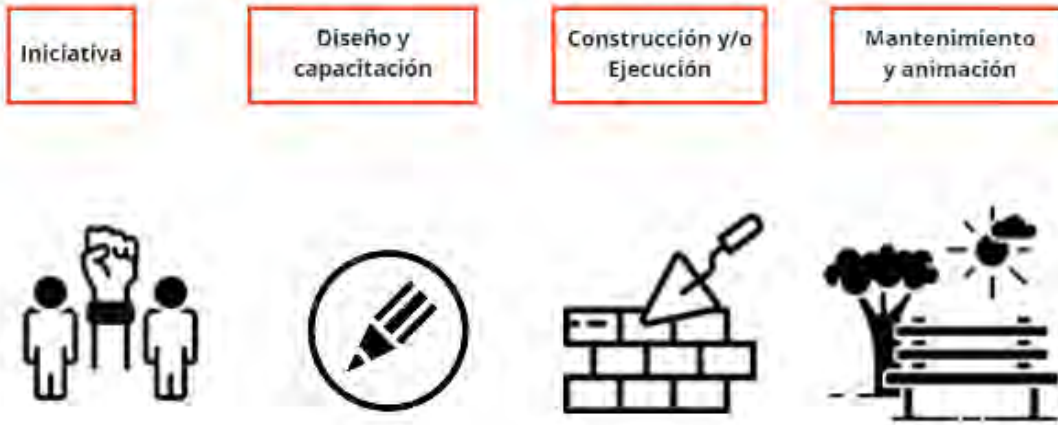 Iniciativa
Diseño y
capacitación
Construcción y/o
Ejecución
Mantenimiento
y animación